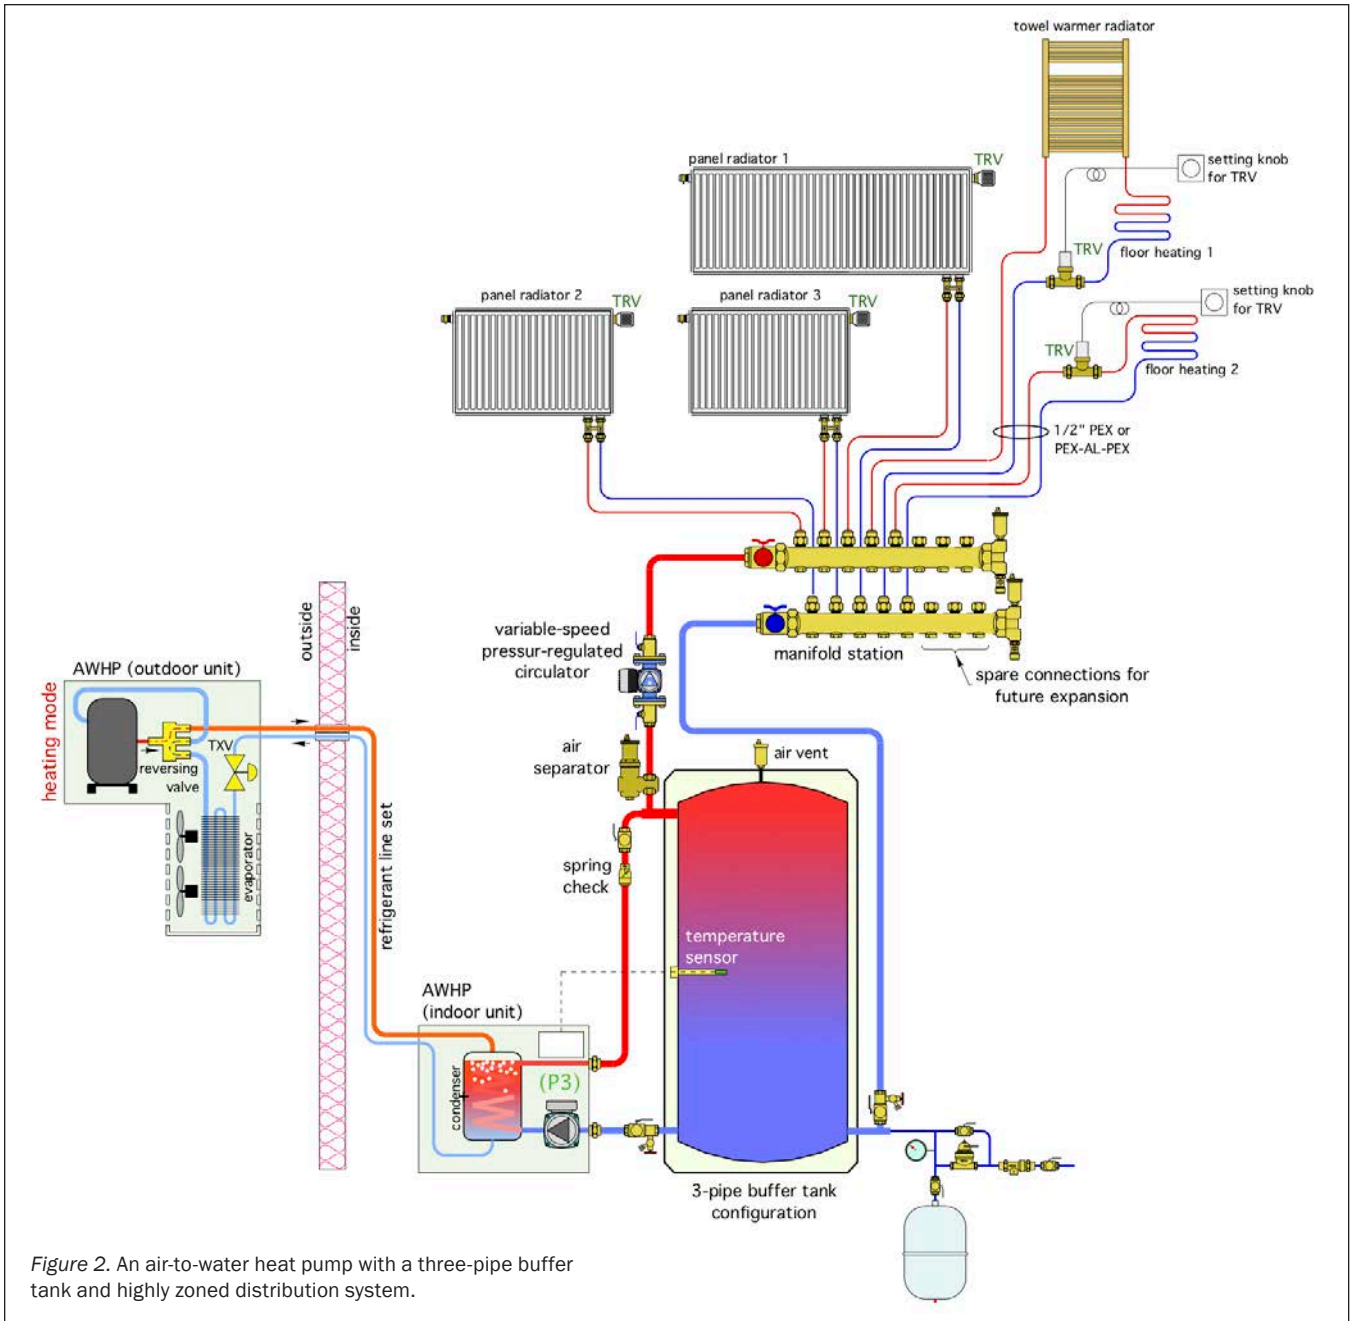 towel warmer radiator
panel radiator 1
TRV
setting knob
for TRV
TRV
floor heating 1
panel radiator 2
TRV
panel radiator 3
TRV
setting knob
for TRV
TRV
floor heating 2
1/2" PEX or
PEX-AL-PEX
outside
inside
variable-speed
pressur-regulated
circulator
manifold station
spare connections for
future expansion
AWHP (outdoor unit)
heating mode
TXV
reversing
valve
evaporator
refrigerant line set
air
separator
air vent
spring
check
temperature
sensor
AWHP
(indoor unit)
condenser
(P3)
3-pipe buffer tank
configuration
Figure 2. An air-to-water heat pump with a three-pipe buffer
tank and highly zoned distribution system.